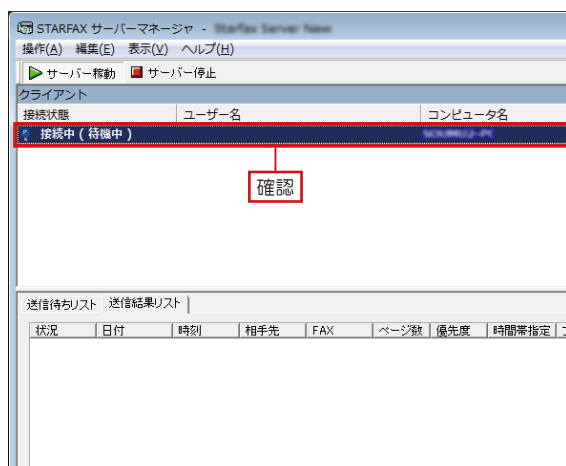 STARFAX サーバーマネージャ -
操作(A) 編集(E) 表示(V) ヘルプ(H)
サーバー稼動 サーバー停止
クライアント
接続状態 ユーザー名 コンピュータ名
接続中 ( 待機中 )
確認
送信待ちリスト 送信結果リスト
状況 日付 時刻 相手先 FAX ページ数 優先度 時間帯指定